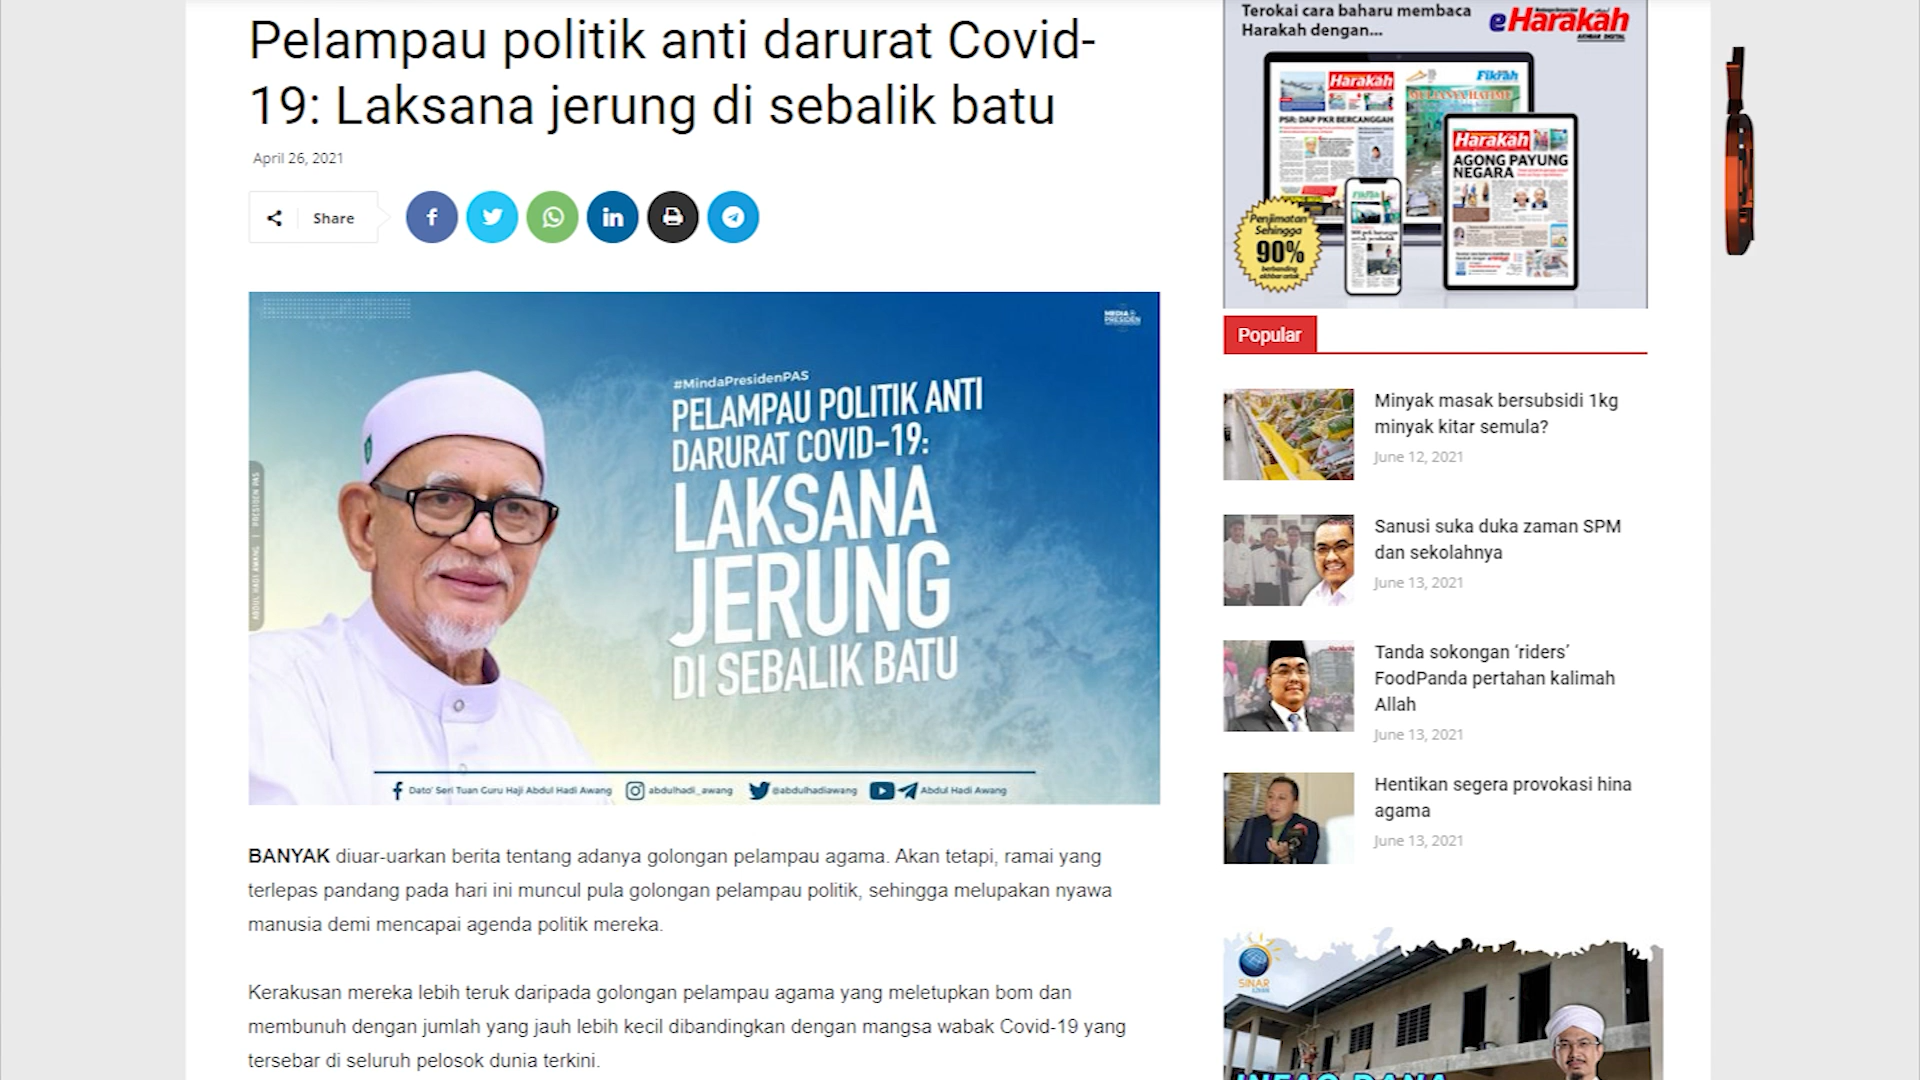 Pelampau politik anti darurat Covid-
19: Laksana jerung di sebalik batu
April 26, 2021
Share
MEDIA
PRESIDEN
#MindaPresidenPAS
PELAMPAU POLITIK ANTI
DARURAT COVID-19:
LAKSANA
JERUNG
DI SEBALIK BATU
ABDUL HADI AWANG | PRESIDEN PAS
Dato' Seri Tuan Guru Haji Abdul Hadi Awang
abdulhadi_awang
@abdulhadiawang
Abdul Hadi Awang
BANYAK diuar-uarkan berita tentang adanya golongan pelampau agama. Akan tetapi, ramai yang
terlepas pandang pada hari ini muncul pula golongan pelampau politik, sehingga melupakan nyawa
manusia demi mencapai agenda politik mereka.
Kerakusan mereka lebih teruk daripada golongan pelampau agama yang meletupkan bom dan
membunuh dengan jumlah yang jauh lebih kecil dibandingkan dengan mangsa wabak Covid-19 yang
tersebar di seluruh pelosok dunia terkini.
Terokai cara baharu membaca
Harakah dengan...
eHarakah
AKHBAR DIGITAL
Harakah
PSR: DAP PKR BERCANGGAH
Fikrah
Harakah
AGONG PAYUNG
NEGARA
Penjimatan
Sehingga
90%
berbanding
akhbar cetak
Popular
Minyak masak bersubsidi 1kg
minyak kitar semula?
June 12, 2021
Sanusi suka duka zaman SPM
dan sekolahnya
June 13, 2021
Tanda sokongan ‘riders’
FoodPanda pertahan kalimah
Allah
June 13, 2021
Hentikan segera provokasi hina
agama
June 13, 2021
SINAR
INFAQ DANA